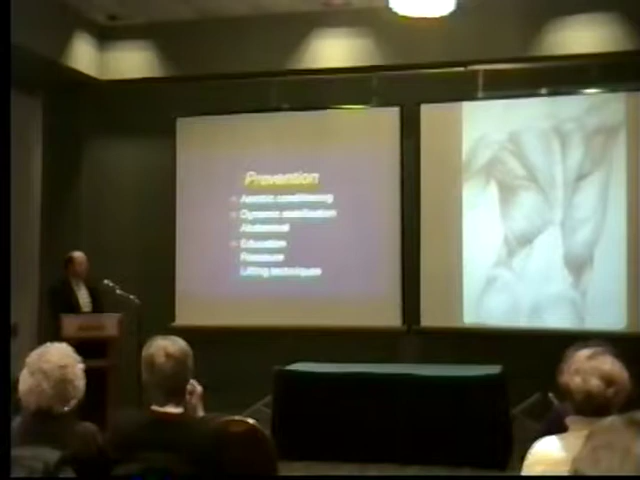 Prevention
Aerobic conditioning
Dynamic stabilization
Abdominal
Education
Lifting techniques